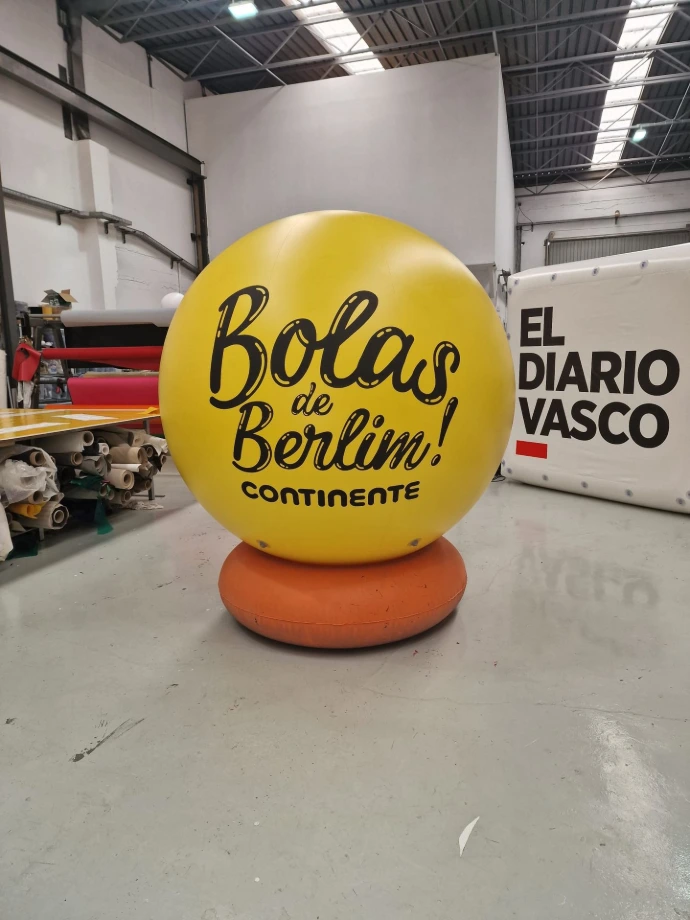 Bolas
de
Berlim!
CONTINENTE
EL
DIARIO
VASCO